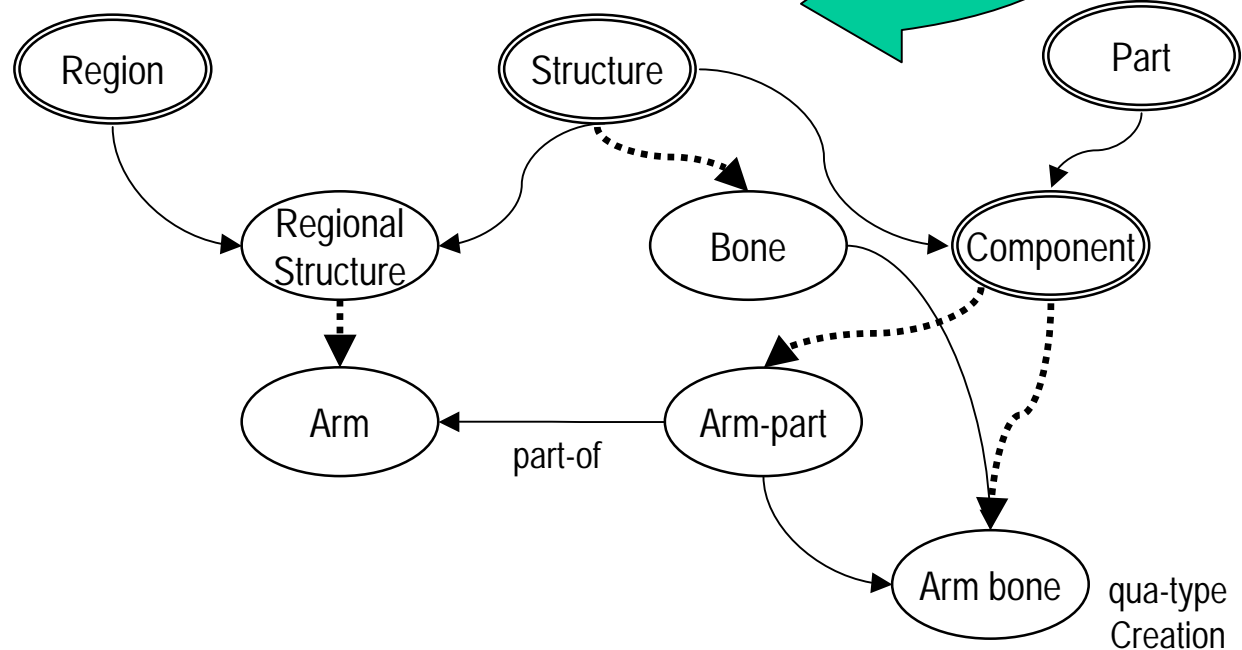 Region
Structure
Part
Regional
Structure
Bone
Component
Arm
part-of
Arm-part
Arm bone
qua-type
Creation